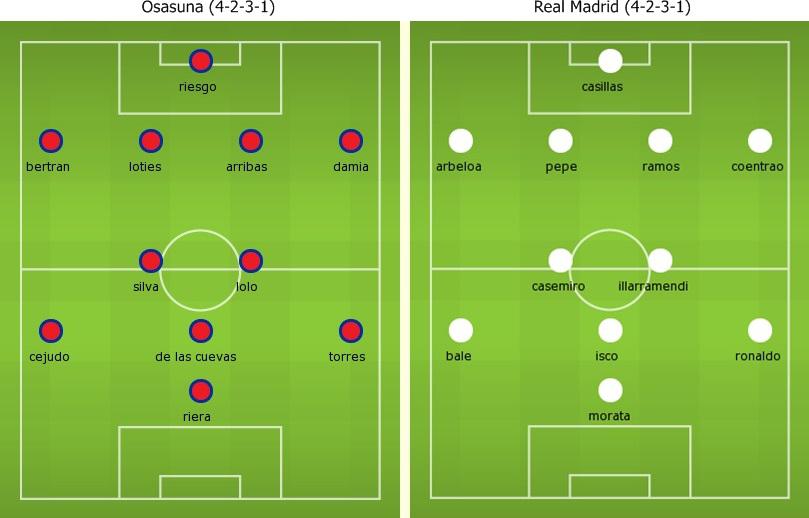 Osasuna (4-2-3-1)
riesgo
bertran loties arribas damia
silva lolo
cejudo de las cuevas torres
riera
Real Madrid (4-2-3-1)
casillas
arbeloa pepe ramos coentrao
casemiro illarramendi
bale isco ronaldo
morata